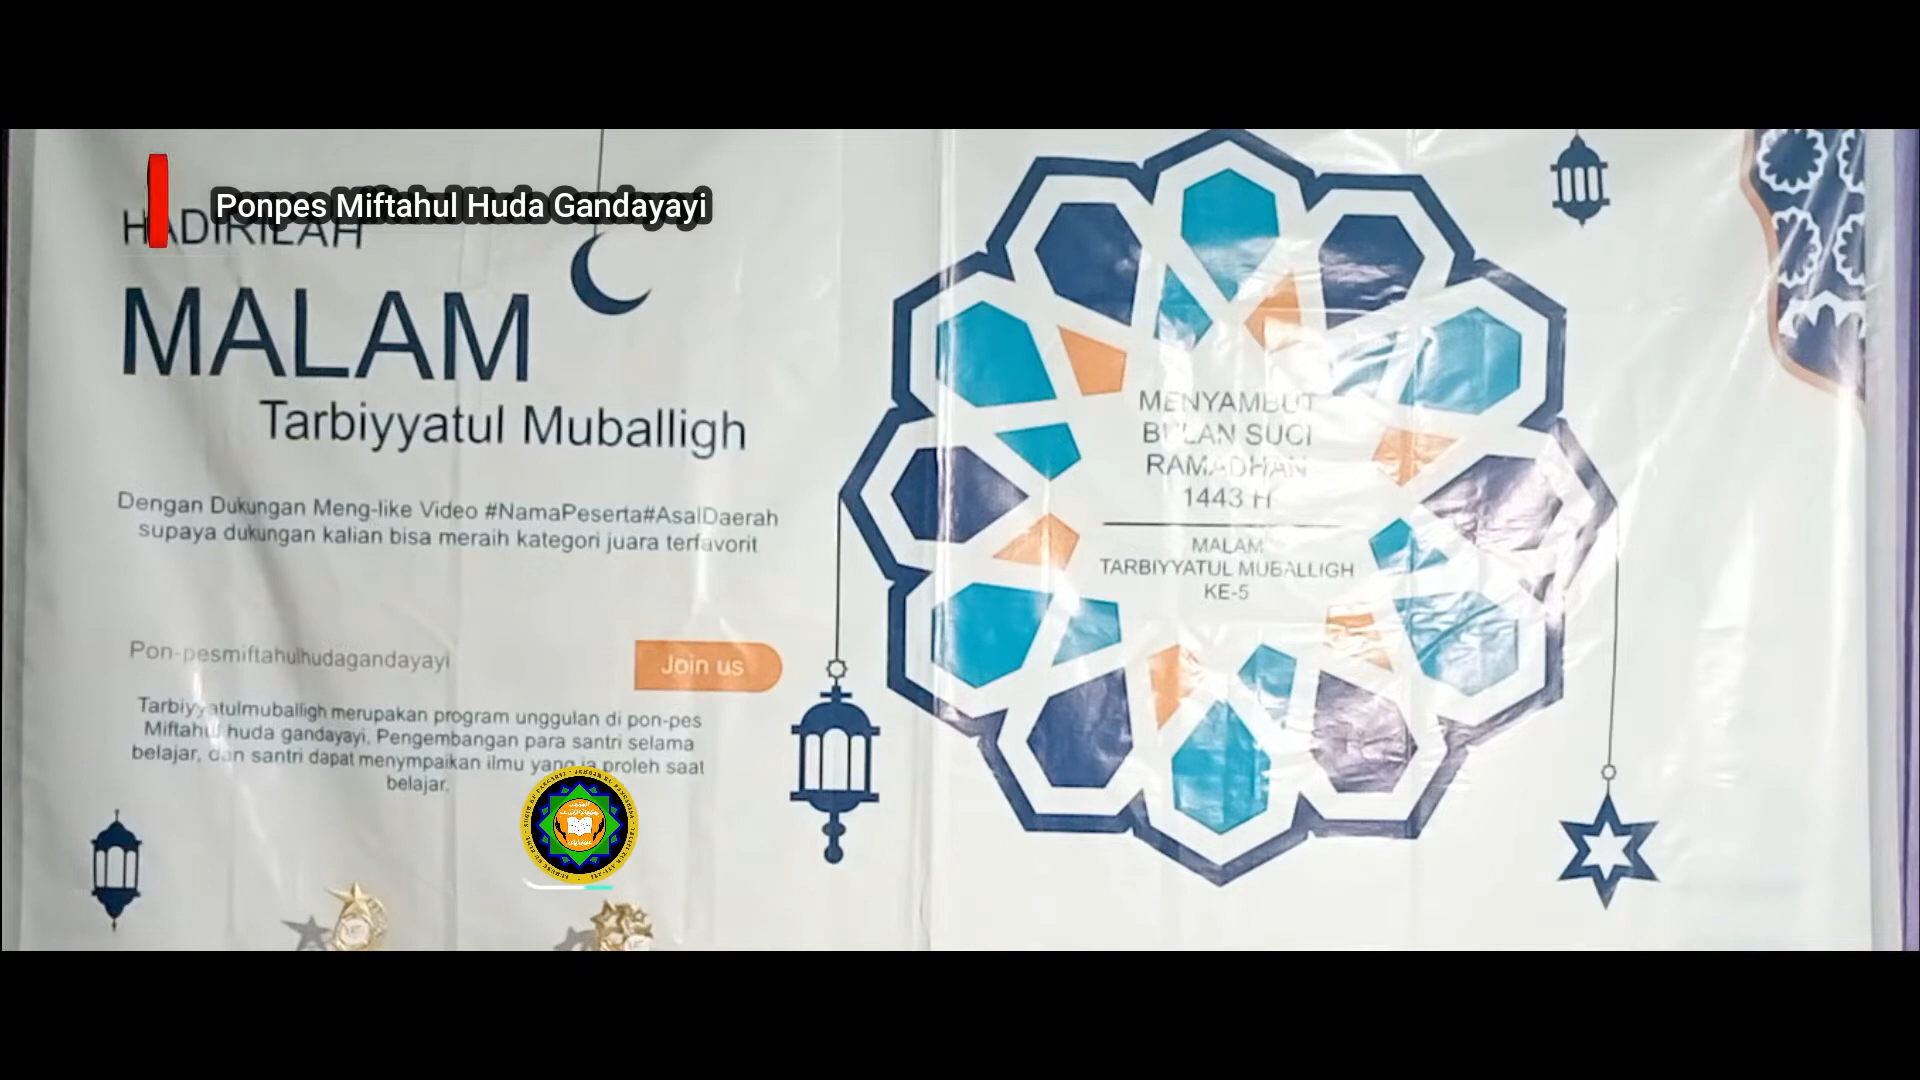 Ponpes Miftahul Huda Gandayayi
HADIRILAH
MALAM
Tarbiyyatul Muballigh
Dengan Dukungan Meng-like Video #NamaPeserta#AsalDaerah
supaya dukungan kalian bisa meraih kategori juara terfavorit
Pon-pesmiftahulhudagandayayi
Join us
Tarbiyyatulmuballigh merupakan program unggulan di pon-pes
Miftahul huda gandayayi. Pengembangan para santri selama
belajar, dan santri dapat menympaikan ilmu yang ia proleh saat
belajar.
MENYAMBUT
BULAN SUCI
RAMADHAN
1443 H
MALAM
TARBIYYATUL MUBALLIGH
KE-5